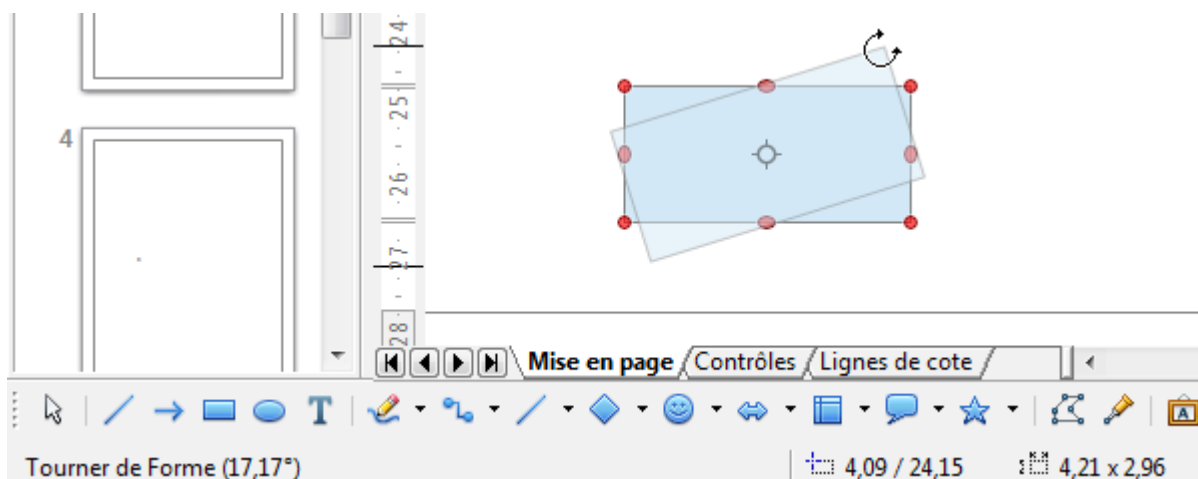 4
24
25
26
27
28
Mise en page
Contrôles
Lignes de cote
T
A
Tourner de Forme (17,17°)
4,09 / 24,15
4,21 x 2,96